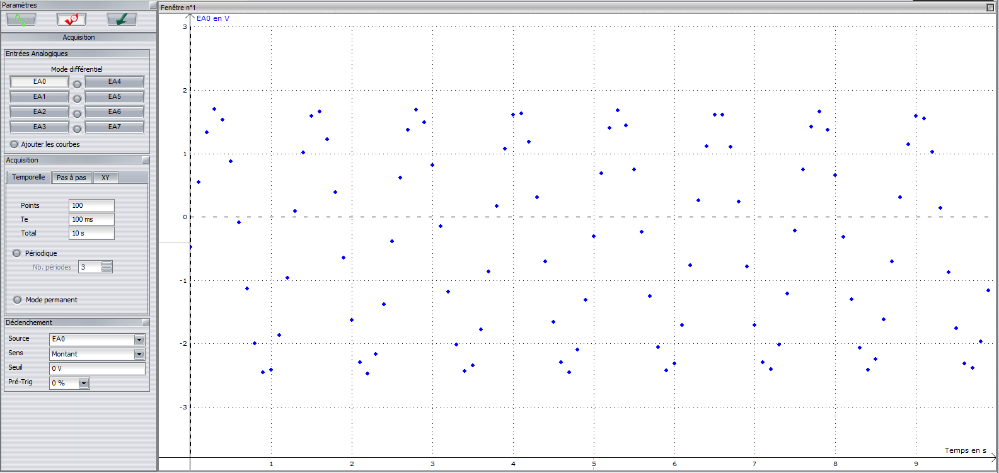 Paramètres
Acquisition
Entrées Analogiques
Mode différentiel
EA0 EA4
EA1 EA5
EA2 EA6
EA3 EA7
Ajouter les courbes
Acquisition
Temporelle Pas à pas XY
Points 100
Te 100 ms
Total 10 s
Périodique
Nb. périodes 3
Mode permanent
Déclenchement
Source EA0
Sens Montant
Seuil 0 V
Pré-Trig 0 %
Fenêtre n°1
EA0 en V
3
2
1
0
-1
-2
-3
Temps en s
1 2 3 4 5 6 7 8 9